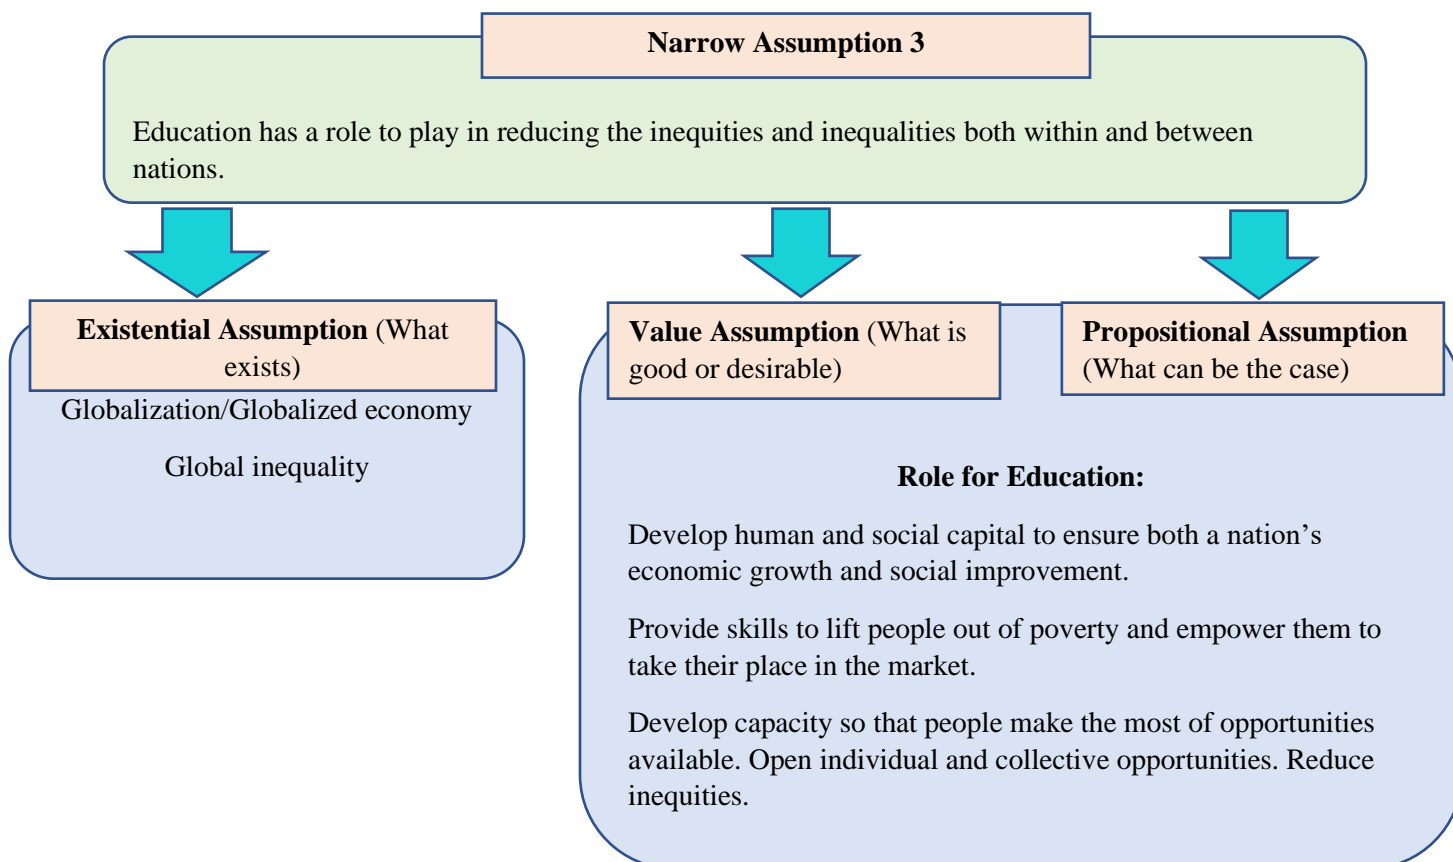 Narrow Assumption 3
Education has a role to play in reducing the inequities and inequalities both within and between
nations.
Existential Assumption (What
exists)
Globalization/Globalized economy
Global inequality
Value Assumption (What is
good or desirable)
Propositional Assumption
(What can be the case)
Role for Education:
Develop human and social capital to ensure both a nation’s
economic growth and social improvement.
Provide skills to lift people out of poverty and empower them to
take their place in the market.
Develop capacity so that people make the most of opportunities
available. Open individual and collective opportunities. Reduce
inequities.